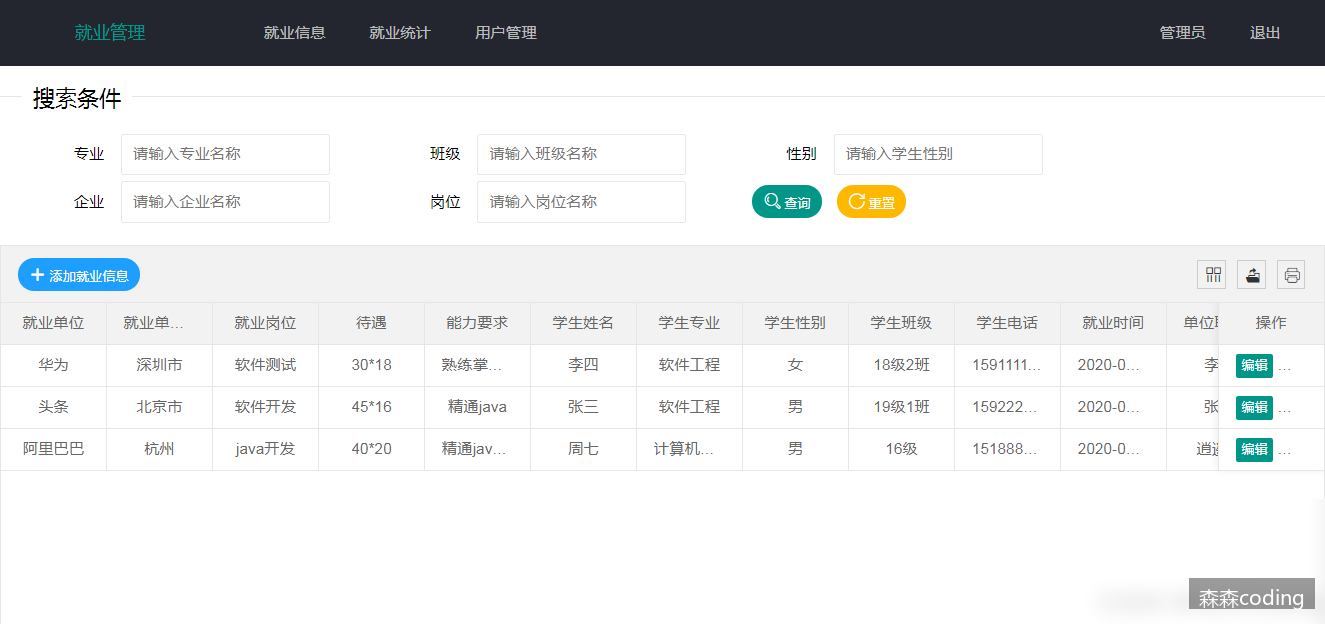 就业管理 就业信息 就业统计 用户管理 管理员 退出
搜索条件
专业 请输入专业名称 班级 请输入班级名称 性别 请输入学生性别
企业 请输入企业名称 岗位 请输入岗位名称 查询 重置
添加就业信息
就业单位 就业单... 就业岗位 待遇 能力要求 学生姓名 学生专业 学生性别 学生班级 学生电话 就业时间 单位 操作
华为 深圳市 软件测试 30*18 熟练掌... 李四 软件工程 女 18级2班 1591111... 2020-0... 李 编辑 ...
头条 北京市 软件开发 45*16 精通java 张三 软件工程 男 19级1班 159222... 2020-0... 张 编辑 ...
阿里巴巴 杭州 java开发 40*20 精通jav... 周七 计算机... 男 16级 151888... 2020-0... 逍 编辑 ...
森森coding